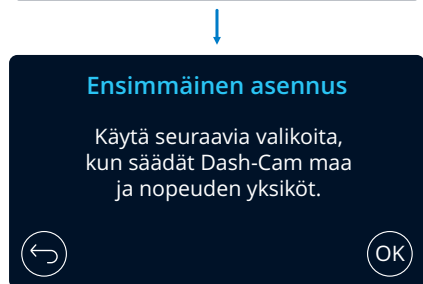 Ensimmäinen asennus
Käytä seuraavia valikoita,
kun säädät Dash-Cam maa
ja nopeuden yksiköt.
OK